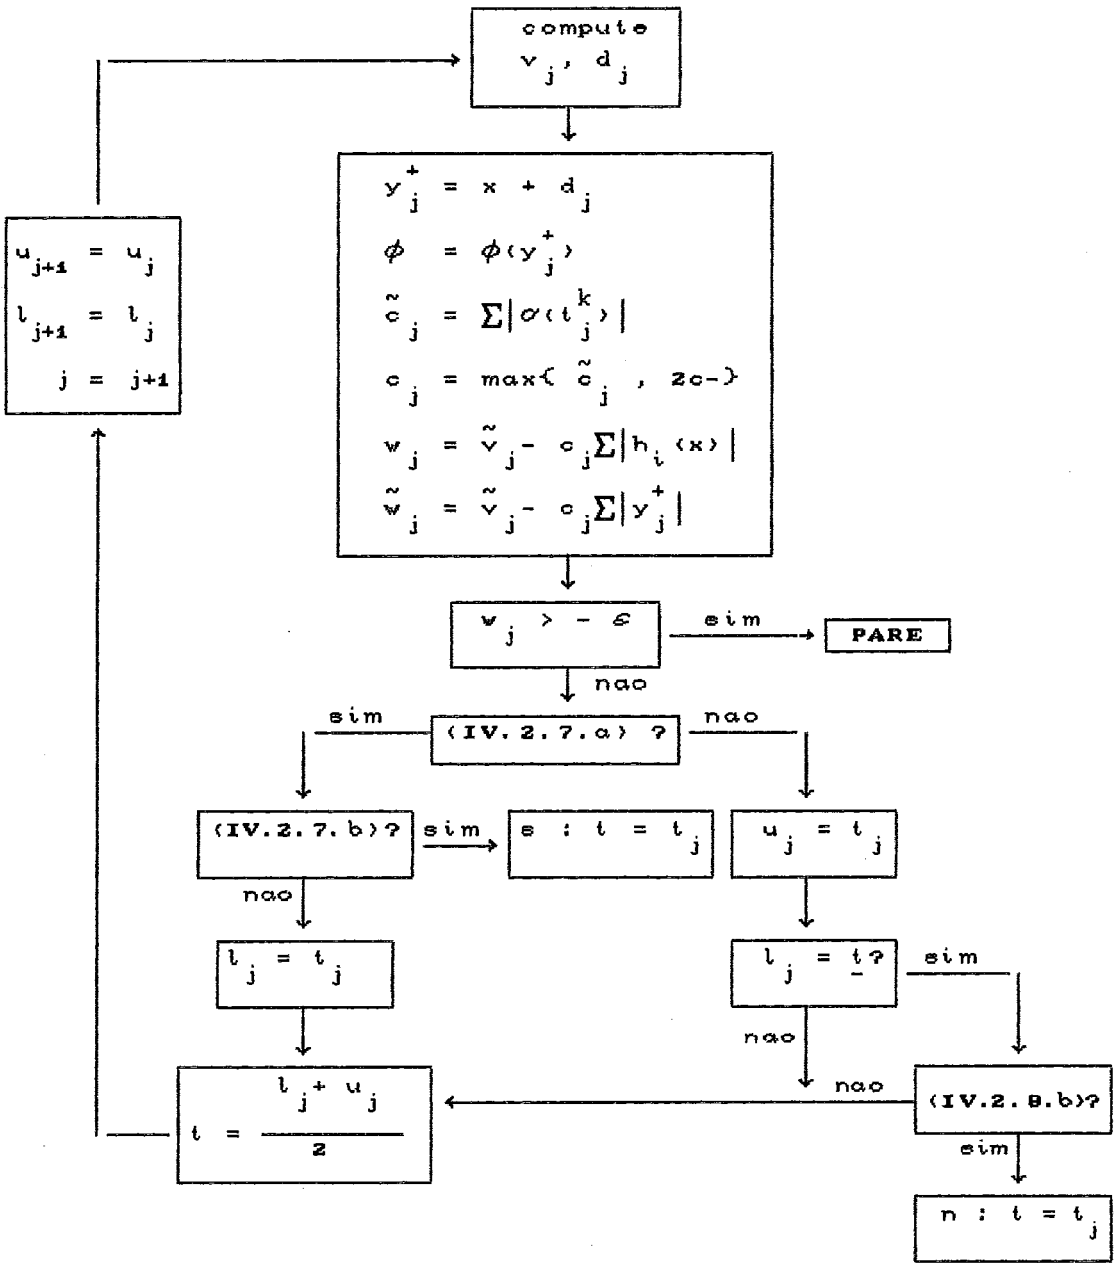 compute
v_j, d_j
y_j^+ = x + d_j
ϕ = ϕ(y_j^+)
c̃_j = Σ|σ(t_j^k)|
c_j = max{ c̃_j , 2c-}
w_j = ṽ_j - c_j Σ|h_i(x)|
w̃_j = ṽ_j - c_j Σ|y_j^+|
u_{j+1} = u_j
l_{j+1} = l_j
j = j+1
w_j > - ε
sim
PARE
nao
sim
(IV.2.7.a) ?
nao
(IV.2.7.b)?
sim
s : t = t_j
u_j = t_j
nao
l_j = t_j
l_j = t̲?
sim
nao
t = (l_j + u_j) / 2
nao
(IV.2.8.b)?
sim
n : t = t_j